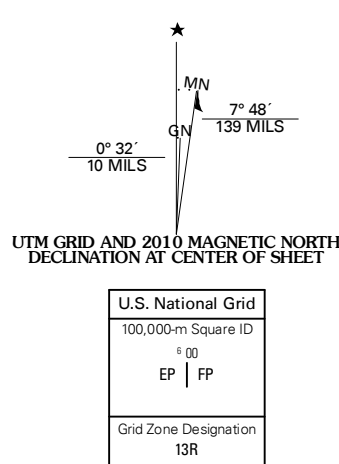 ★
MN
7° 48´
139 MILS
GN
0° 32´
10 MILS
UTM GRID AND 2010 MAGNETIC NORTH
DECLINATION AT CENTER OF SHEET
U.S. National Grid
100,000-m Square ID
6 00
EP FP
Grid Zone Designation
13R